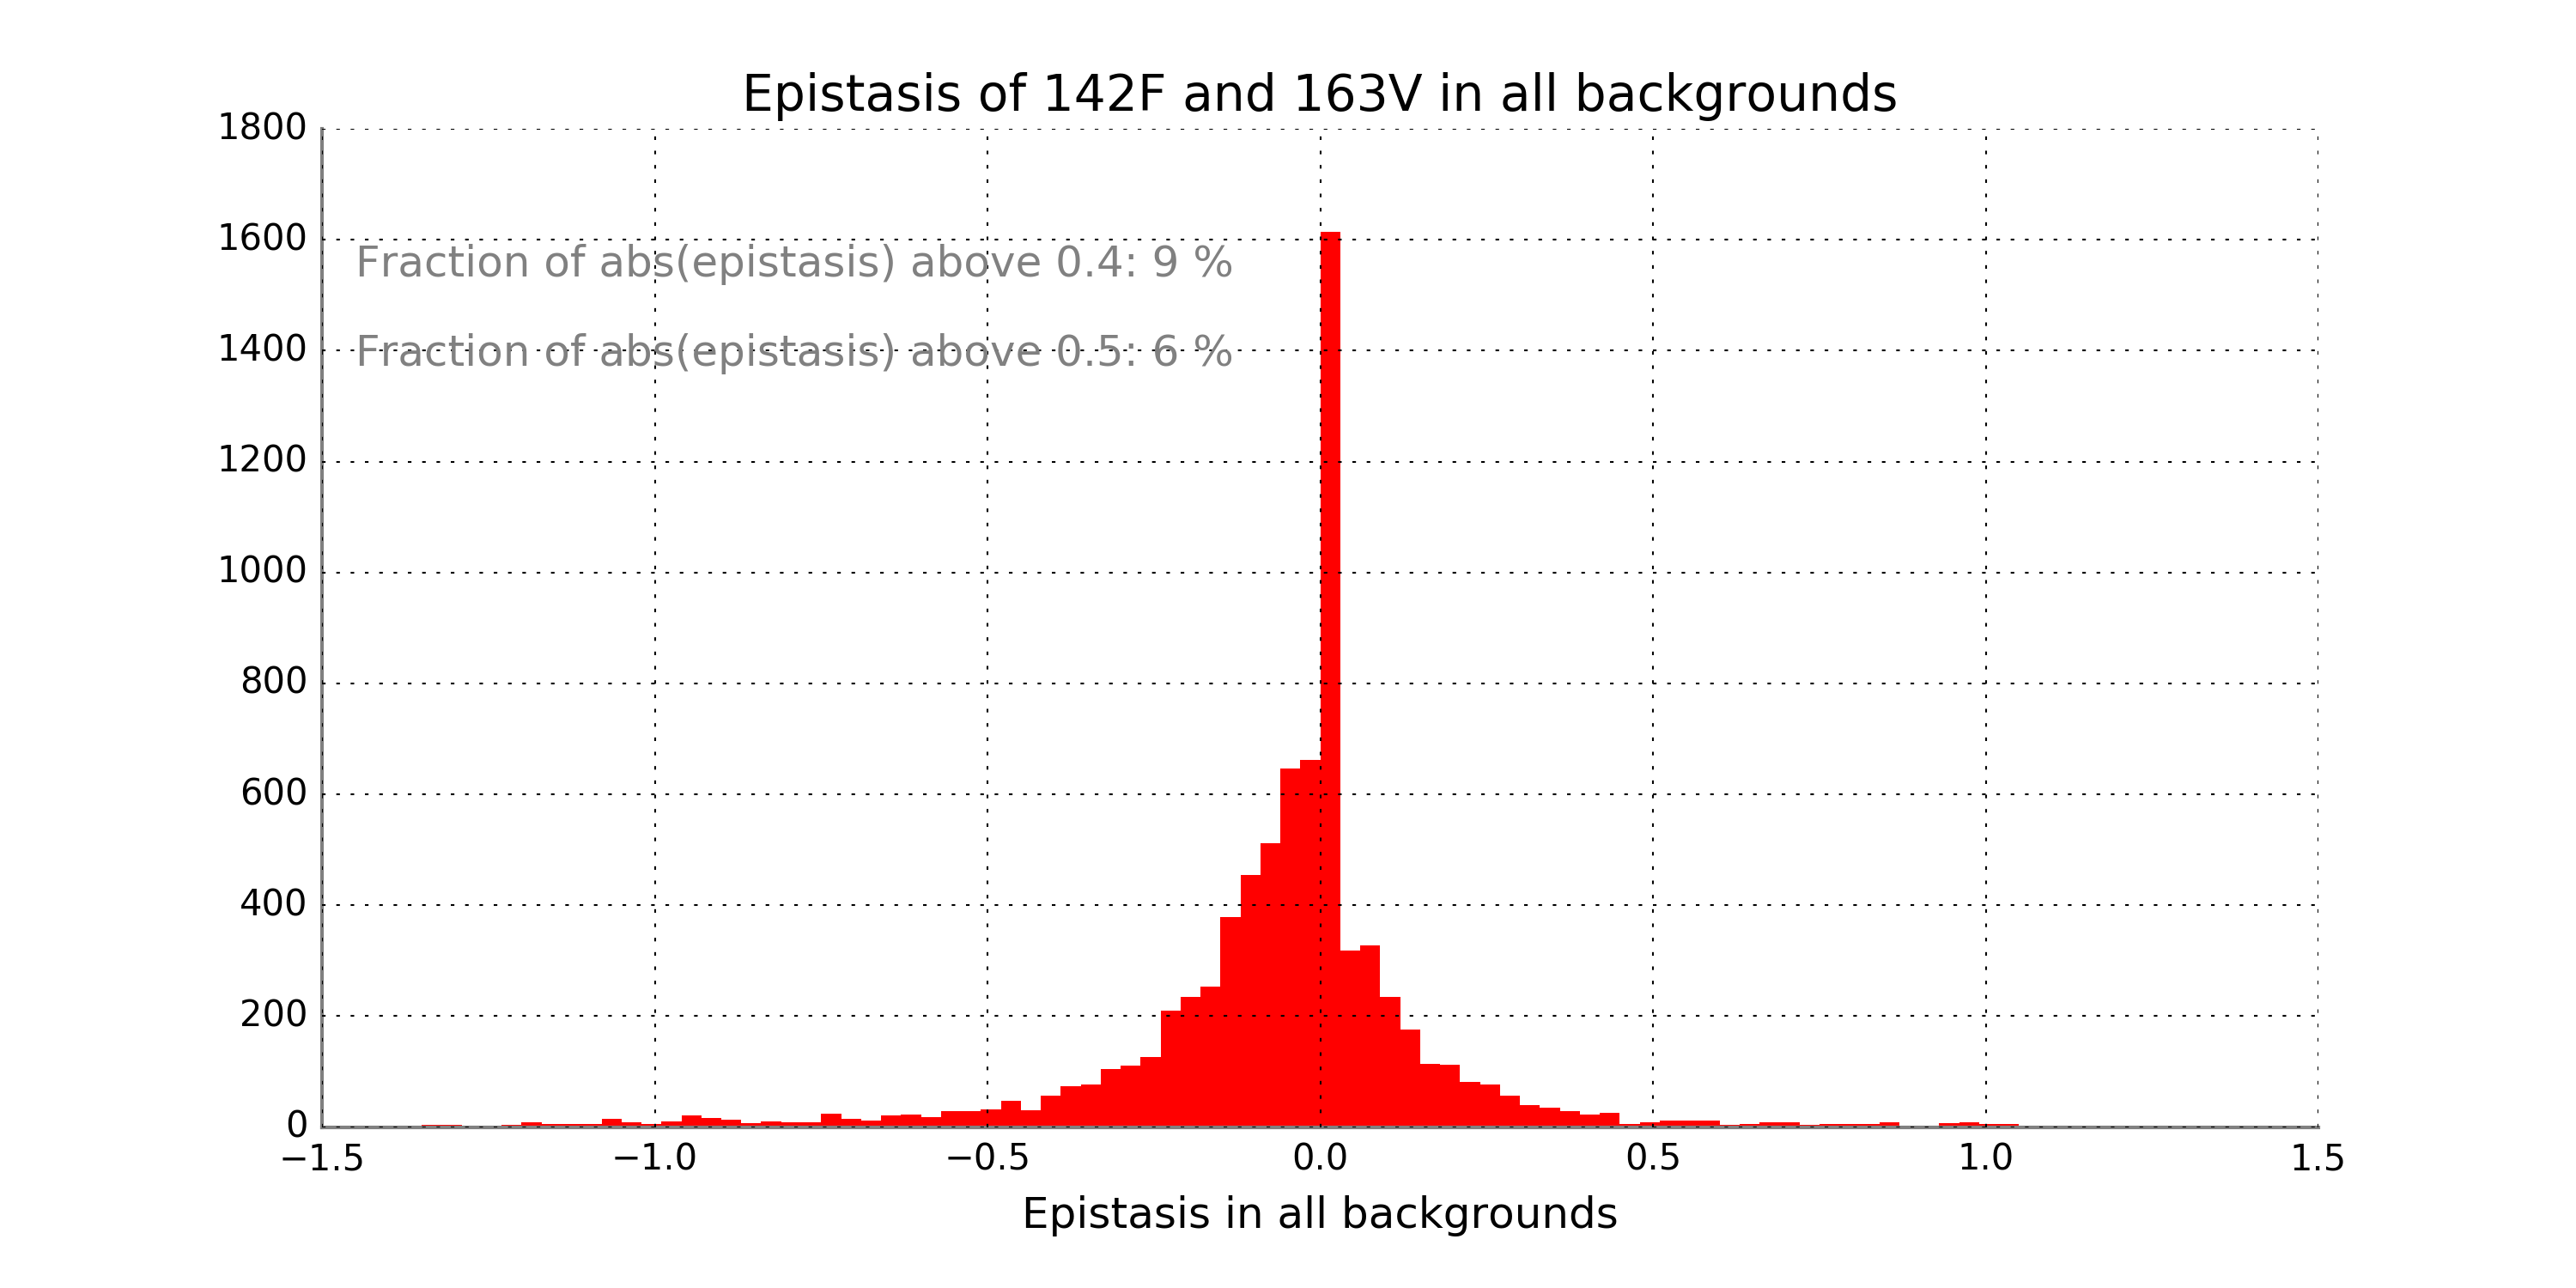 Epistasis of 142F and 163V in all backgrounds
1800
1600
Fraction of abs(epistasis) above 0.4: 9 %
1400
Fraction of abs(epistasis) above 0.5: 6 %
1200
1000
800
600
400
200
0
−1.5 −1.0 −0.5 0.0 0.5 1.0 1.5
Epistasis in all backgrounds